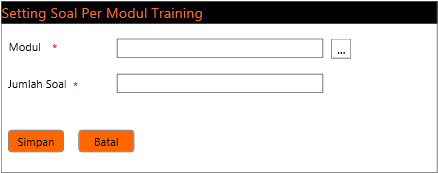 Setting Soal Per Modul Training
Modul * ...
Jumlah Soal *
Simpan Batal